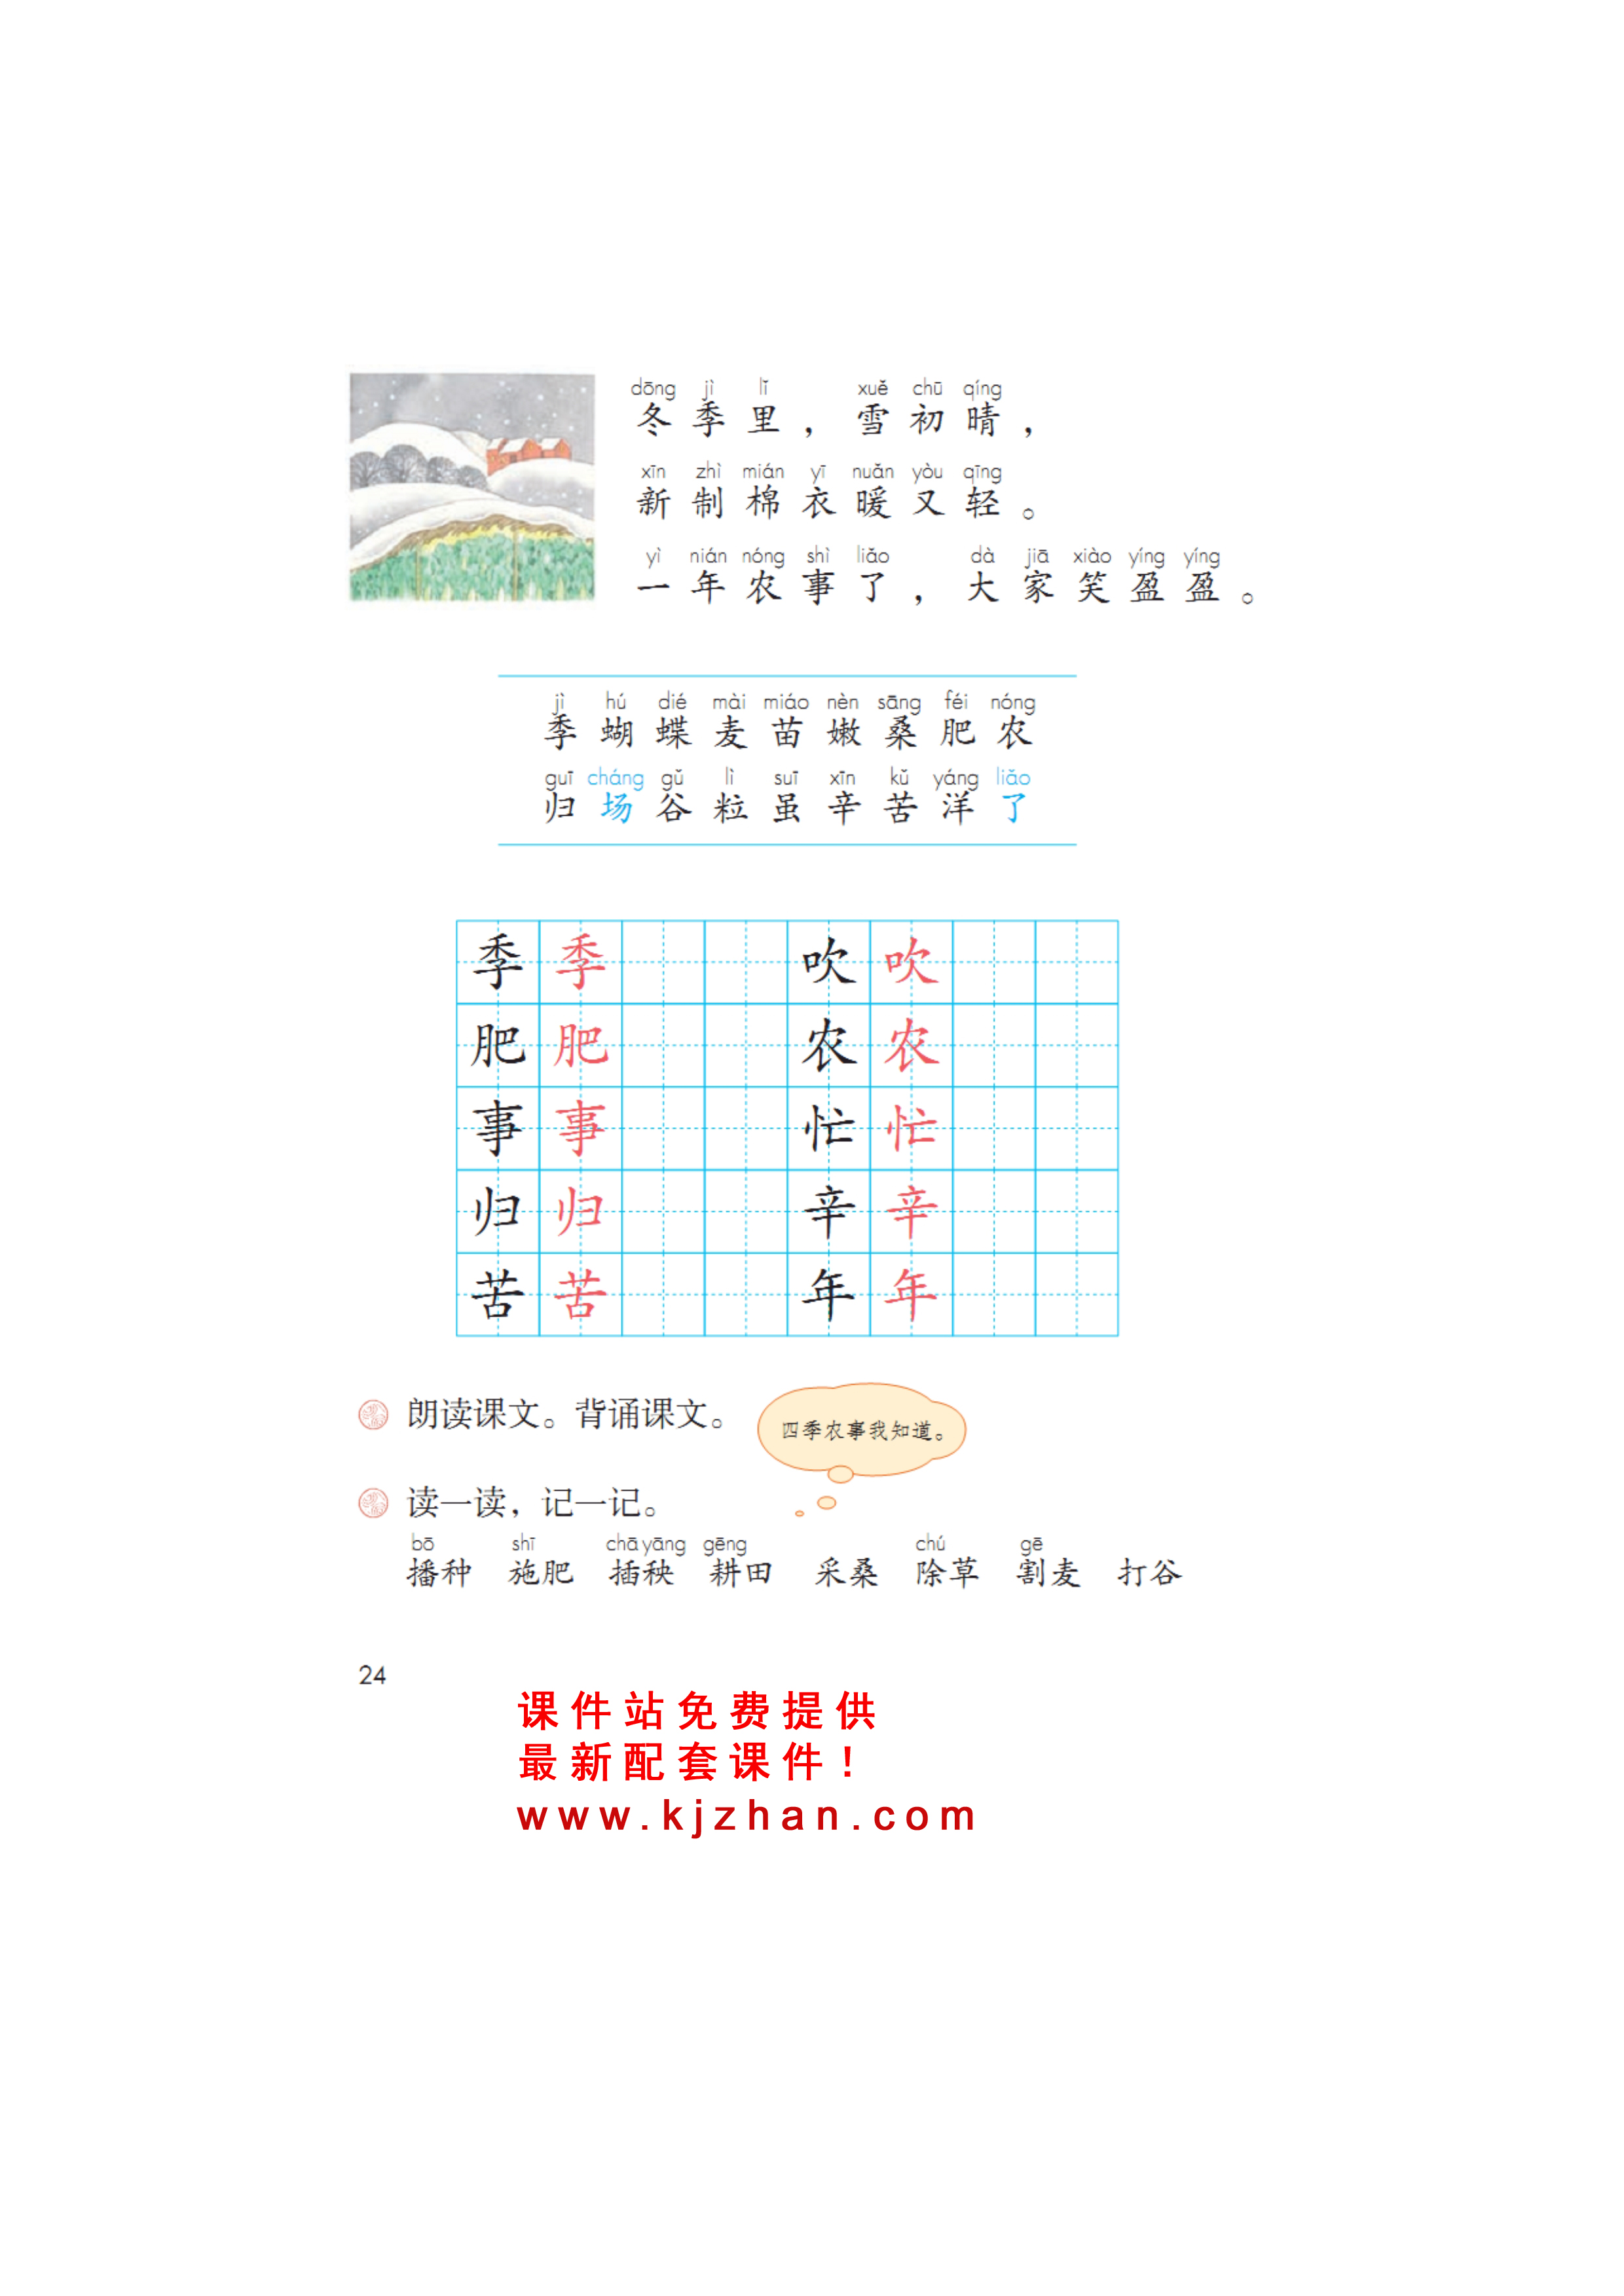 dōng jì lǐ xuě chū qíng
冬季里，雪初晴，
xīn zhì mián yī nuǎn yòu qīng
新制棉衣暖又轻。
yì nián nóng shì liǎo dà jiā xiào yíng yíng
一年农事了，大家笑盈盈。
jì hú dié mài miáo nèn sāng féi nóng
季蝴蝶麦苗嫩桑肥农
guī cháng gǔ lì suī xīn kǔ yáng liǎo
归场谷粒虽辛苦洋了
季季吹吹
肥肥农农
事事忙忙
归归辛辛
苦苦年年
朗读课文。背诵课文。
四季农事我知道。
读一读，记一记。
bō shī chā yāng gēng chú gē
播种 施肥 插秧 耕田 采桑 除草 割麦 打谷
24
课件站免费提供
最新配套课件！
www.kjzhan.com